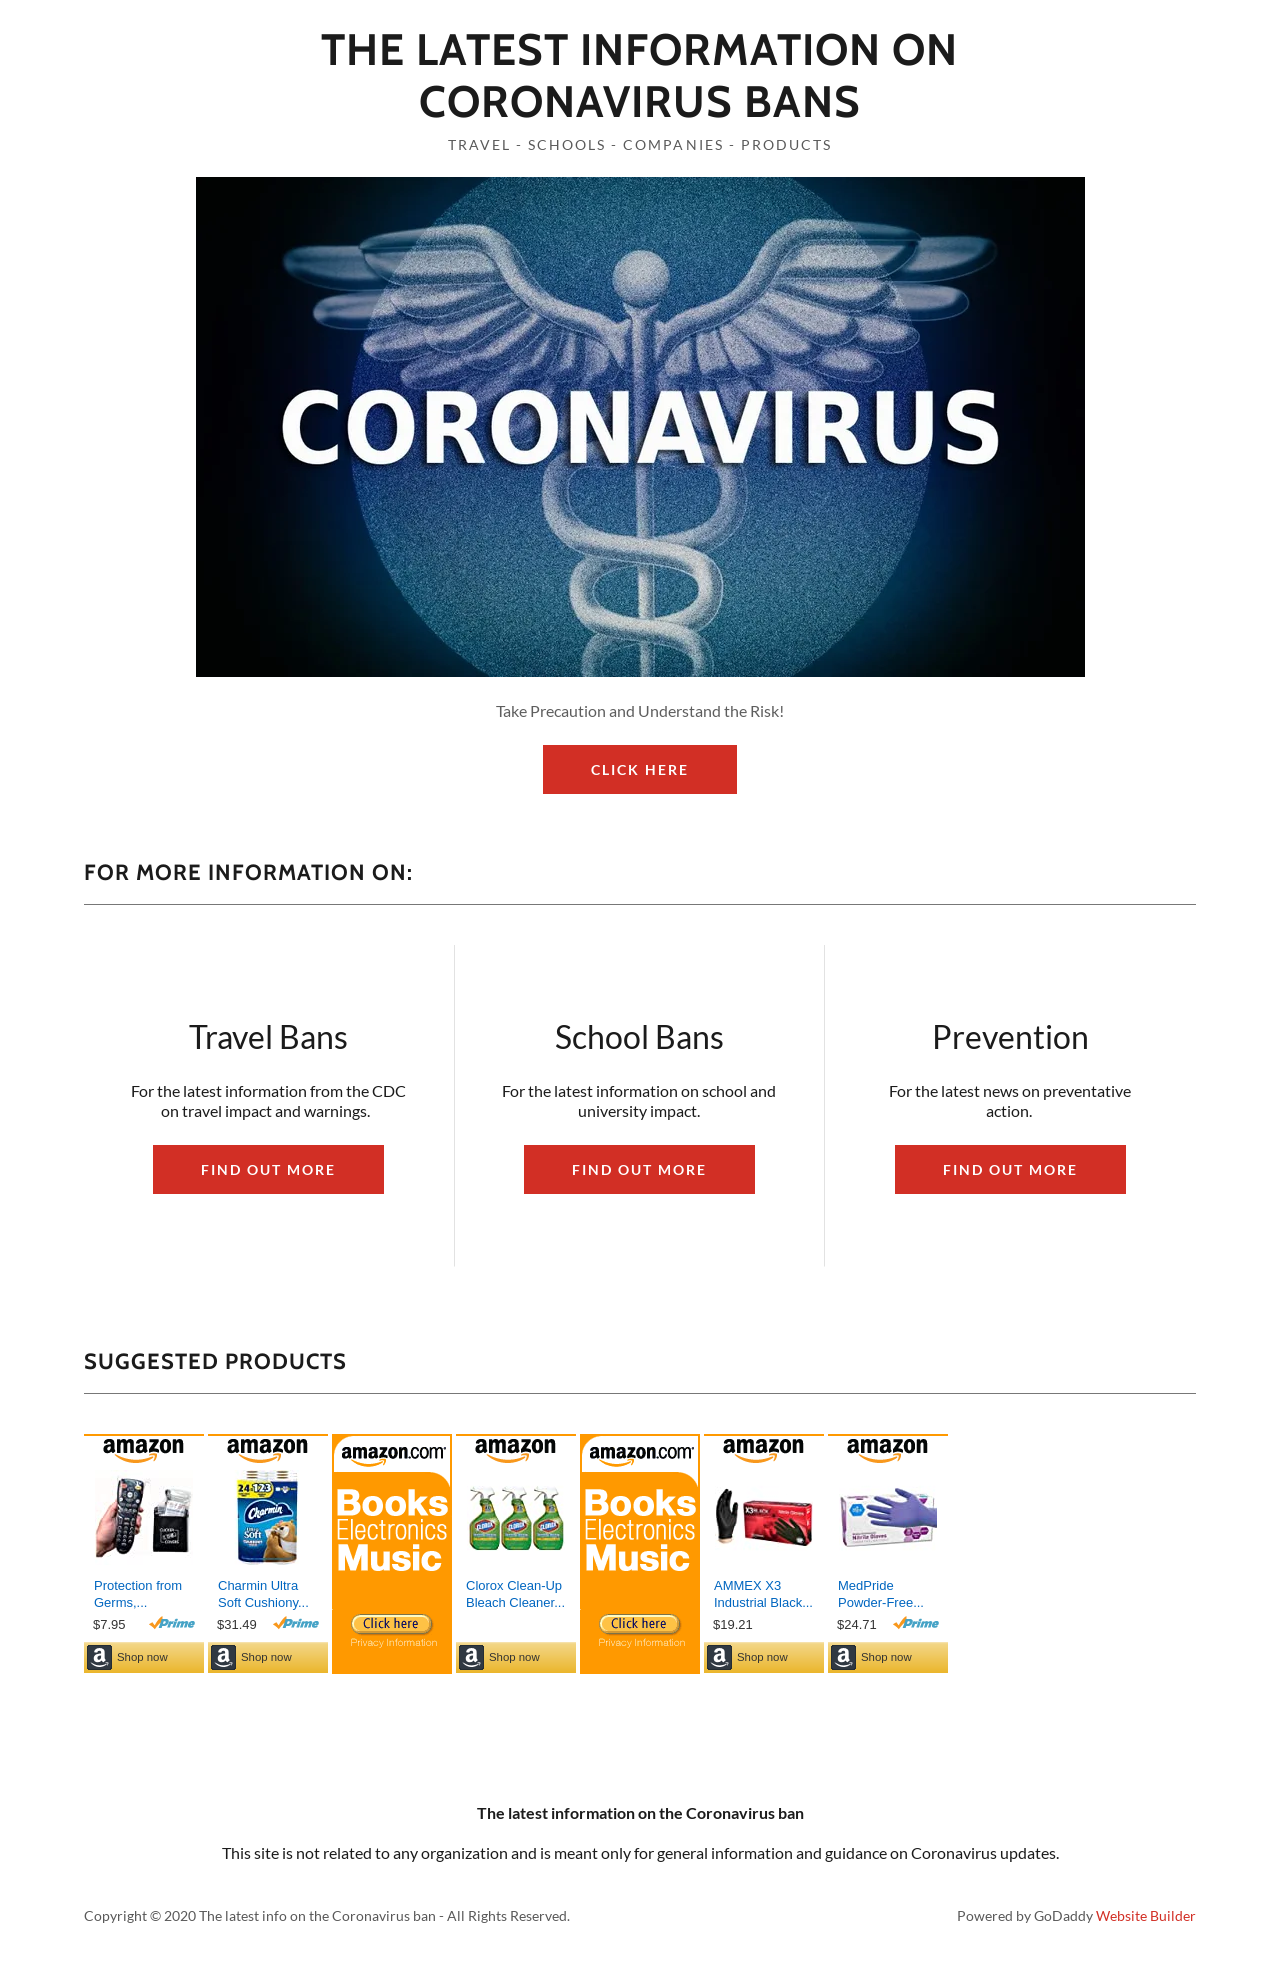 THE LATEST INFORMATION ON
CORONAVIRUS BANS
TRAVEL - SCHOOLS - COMPANIES - PRODUCTS
CORONAVIRUS
Take Precaution and Understand the Risk!
CLICK HERE
FOR MORE INFORMATION ON:
Travel Bans
For the latest information from the CDC
on travel impact and warnings.
FIND OUT MORE
School Bans
For the latest information on school and
university impact.
FIND OUT MORE
Prevention
For the latest news on preventative
action.
FIND OUT MORE
SUGGESTED PRODUCTS
amazon
Protection from
Germs,...
$7.95 Prime
Shop now
amazon
24=123
Charmin
Ultra
Soft
Charmin Ultra
Soft Cushiony...
$31.49 Prime
Shop now
amazon.com
Books
Electronics
Music
Click here
Privacy Information
amazon
Clorox Clean-Up
Bleach Cleaner...
Shop now
amazon.com
Books
Electronics
Music
Click here
Privacy Information
amazon
X3
AMMEX X3
Industrial Black...
$19.21
Shop now
amazon
Nitrile Gloves
MedPride
Powder-Free...
$24.71 Prime
Shop now
The latest information on the Coronavirus ban
This site is not related to any organization and is meant only for general information and guidance on Coronavirus updates.
Copyright © 2020 The latest info on the Coronavirus ban - All Rights Reserved.
Powered by GoDaddy Website Builder